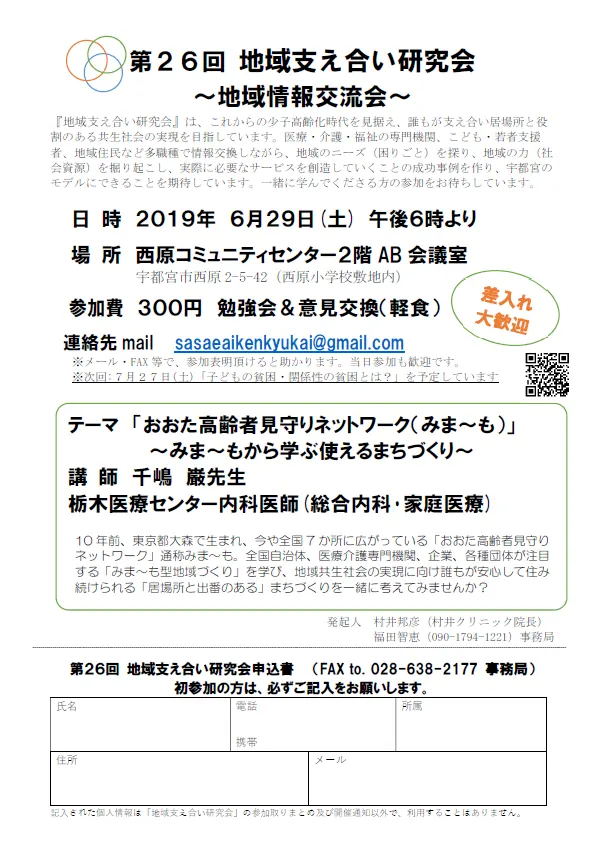 第２６回 地域支え合い研究会
～地域情報交流会～
『地域支え合い研究会』は、これからの少子高齢化時代を見据え、誰もが支え合い居場所と役
割のある共生社会の実現を目指しています。医療・介護・福祉の専門機関、こども・若者支援
者、地域住民など多職種で情報交換しながら、地域のニーズ（困りごと）を探り、地域の力（社
会資源）を掘り起こし、実際に必要なサービスを創造していくことの成功事例を作り、宇都宮の
モデルにできることを期待しています。一緒に学んでくださる方の参加をお待ちしています。
日 時 ２０１９年 ６月２９日（土） 午後６時より
場 所 西原コミュニティセンター２階 AB 会議室
宇都宮市西原 2-5-42（西原小学校敷地内）
参加費 ３００円 勉強会＆意見交換（軽食）
差入れ
大歓迎
連絡先 mail sasaeaikenkyukai@gmail.com
※メール・FAX 等で、参加表明頂けると助かります。当日参加も歓迎です。
※次回：７月２７日（土）「子どもの貧困・関係性の貧困とは？」を予定しています
テーマ 「おおた高齢者見守りネットワーク（みま～も）」
～みま～もから学ぶ使えるまちづくり～
講 師 千嶋 巌先生
栃木医療センター内科医師（総合内科・家庭医療）
１０年前、東京都大森で生まれ、今や全国７か所に広がっている「おおた高齢者見守り
ネットワーク」通称みま～も。全国自治体、医療介護専門機関、企業、各種団体が注目
する「みま～も型地域づくり」を学び、地域共生社会の実現に向け誰もが安心して住み
続けられる「居場所と出番のある」まちづくりを一緒に考えてみませんか？
発起人 村井邦彦（村井クリニック院長）
福田智恵（090-1794-1221）事務局
第２６回 地域支え合い研究会申込書 （FAX to. 028-638-2177 事務局）
初参加の方は、必ずご記入をお願いします。
氏名 電話 所属
携帯
住所 メール
記入された個人情報は「地域支え合い研究会」の参加取りまとめ及び開催通知以外で、利用することはありません。